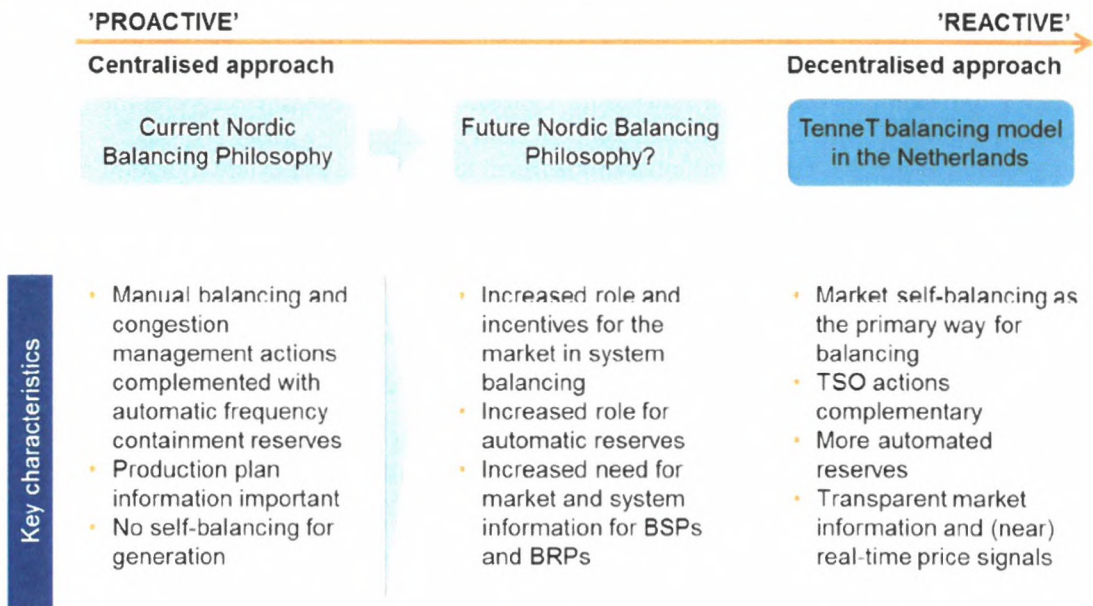 'PROACTIVE'
'REACTIVE'
Centralised approach
Decentralised approach
Current Nordic
Balancing Philosophy
Future Nordic Balancing
Philosophy?
TenneT balancing model
in the Netherlands
Key characteristics
• Manual balancing and
congestion
management actions
complemented with
automatic frequency
containment reserves
• Production plan
information important
• No self-balancing for
generation
• Increased role and
incentives for the
market in system
balancing
• Increased role for
automatic reserves
• Increased need for
market and system
information for BSPs
and BRPs
• Market self-balancing as
the primary way for
balancing
• TSO actions
complementary
• More automated
reserves
• Transparent market
information and (near)
real-time price signals